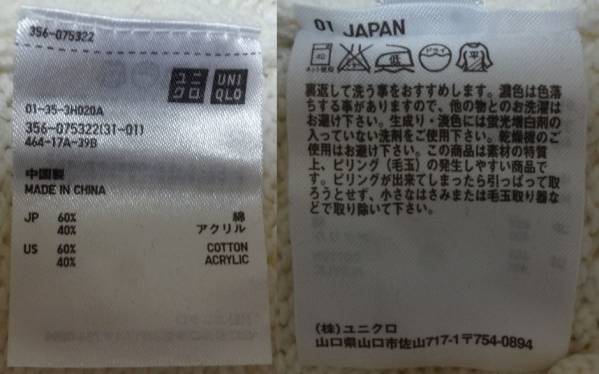 356-075322
ユニ UNI
クロ QLO
01-35-3H020A
356-075322(31-01)
464-17A-39B
中国製
MADE IN CHINA
JP 60% 綿
40% アクリル
US 60% COTTON
40% ACRYLIC
01 JAPAN
40 低 ドライ 平
ネット使用
裏返して洗う事をおすすめします。濃色は色落
ちする事がありますので、他の物とのお洗濯は
お避け下さい。生成り・淡色には蛍光増白剤の
入っていない洗剤をご使用下さい。乾燥機のご
使用はお避け下さい。この商品は素材の特質
上、ピリング(毛玉)の発生しやすい商品で
す。ピリングが出来てしまったら引っぱって取
ろうとせず、小さなはさみまたは毛玉取り器な
どで取り除いて下さい。
(株)ユニクロ
山口県山口市佐山717-1〒754-0894